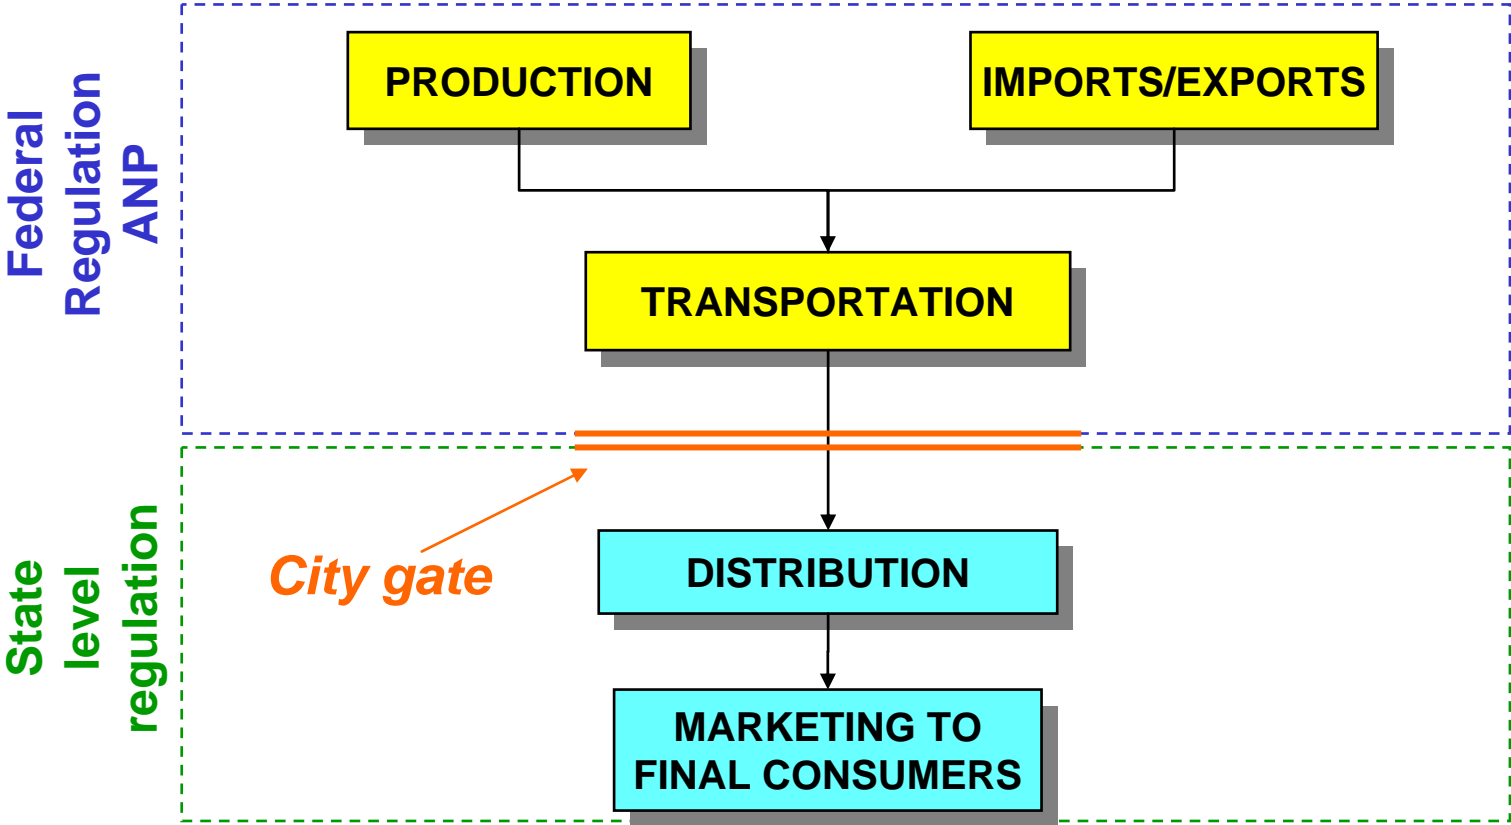 Federal
Regulation
ANP
PRODUCTION
IMPORTS/EXPORTS
TRANSPORTATION
State
level
regulation
City gate
DISTRIBUTION
MARKETING TO
FINAL CONSUMERS